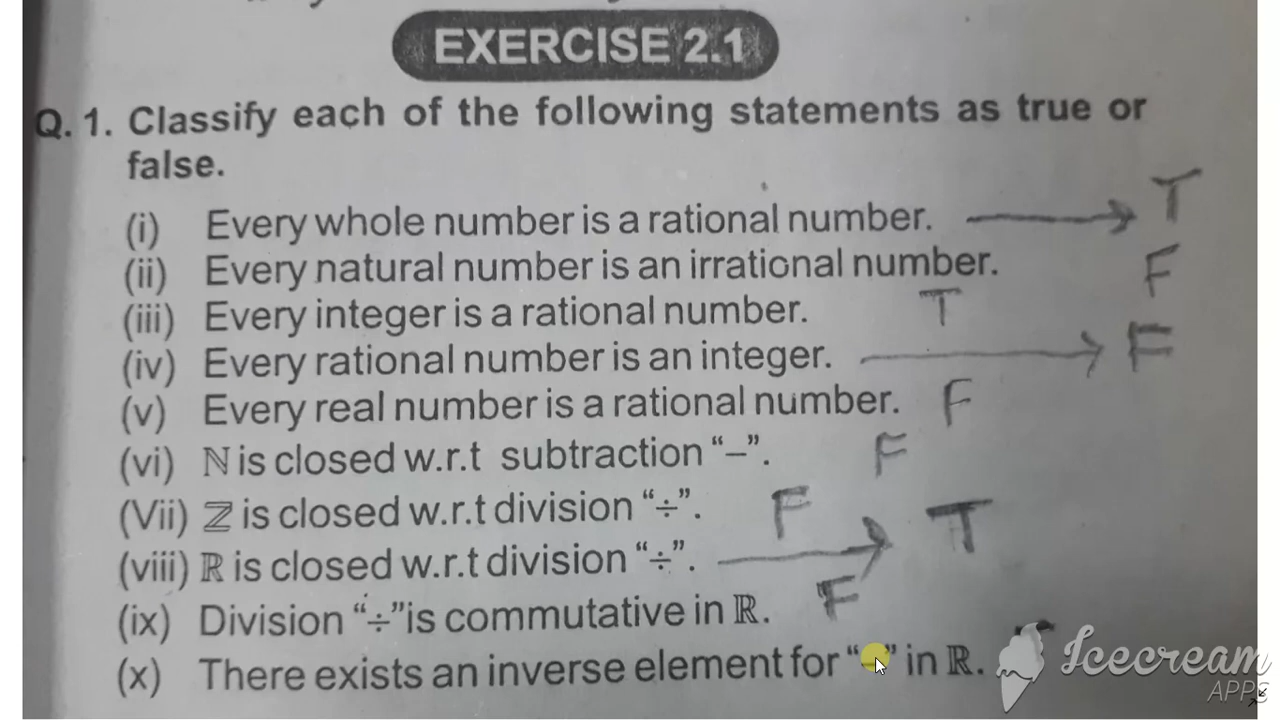 EXERCISE 2.1
Q. 1. Classify each of the following statements as true or
false.
(i) Every whole number is a rational number. T
(ii) Every natural number is an irrational number. F
(iii) Every integer is a rational number. T
(iv) Every rational number is an integer. F
(v) Every real number is a rational number. F
(vi) ℕ is closed w.r.t subtraction “–”. F
(Vii) ℤ is closed w.r.t division “÷”. F
(viii) ℝ is closed w.r.t division “÷”. T
(ix) Division “÷”is commutative in ℝ. F
(x) There exists an inverse element for “–” in ℝ.
Icecream
APPS